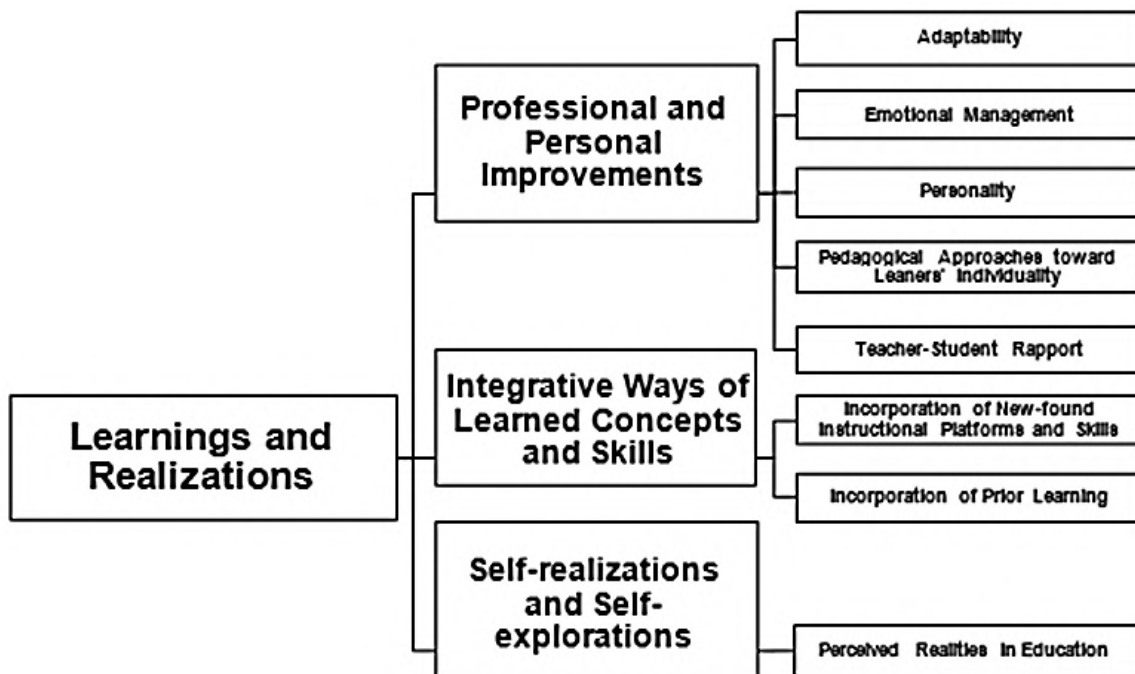 Learnings and
Realizations
Professional and
Personal
Improvements
Adaptability
Emotional Management
Personality
Pedagogical Approaches toward
Leaners' Individuality
Teacher-Student Rapport
Integrative Ways of
Learned Concepts
and Skills
Incorporation of New-found
Instructional Platforms and Skills
Incorporation of Prior Learning
Self-realizations
and Self-
explorations
Perceived Realities in Education